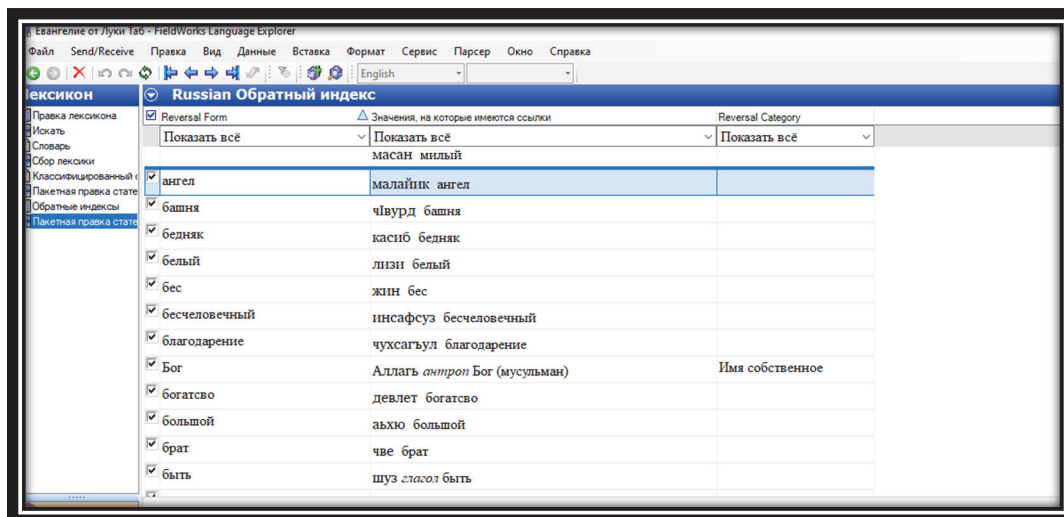 Евангелие от Луки Таб - FieldWorks Language Explorer
Файл Send/Receive Правка Вид Данные Вставка Формат Сервис Парсер Окно Справка
English
лексикон Russian Обратный индекс
Правка лексикона
Искать
Словарь
Сбор лексики
Классифицированный
Пакетная правка стате
Обратные индексы
Пакетная правка стате
Reversal Form Значения, на которые имеются ссылки Reversal Category
Показать всё Показать всё Показать всё
масан милый
ангел малайик ангел
башня чІвурд башня
бедняк касиб бедняк
белый лизи белый
бес жин бес
бесчеловечный инсафсуз бесчеловечный
благодарение чухсагъул благодарение
Бог Аллагь антроп Бог (мусульман) Имя собственное
богатсво девлет богатсво
большой аьхю большой
брат чве брат
быть шуз глагол быть